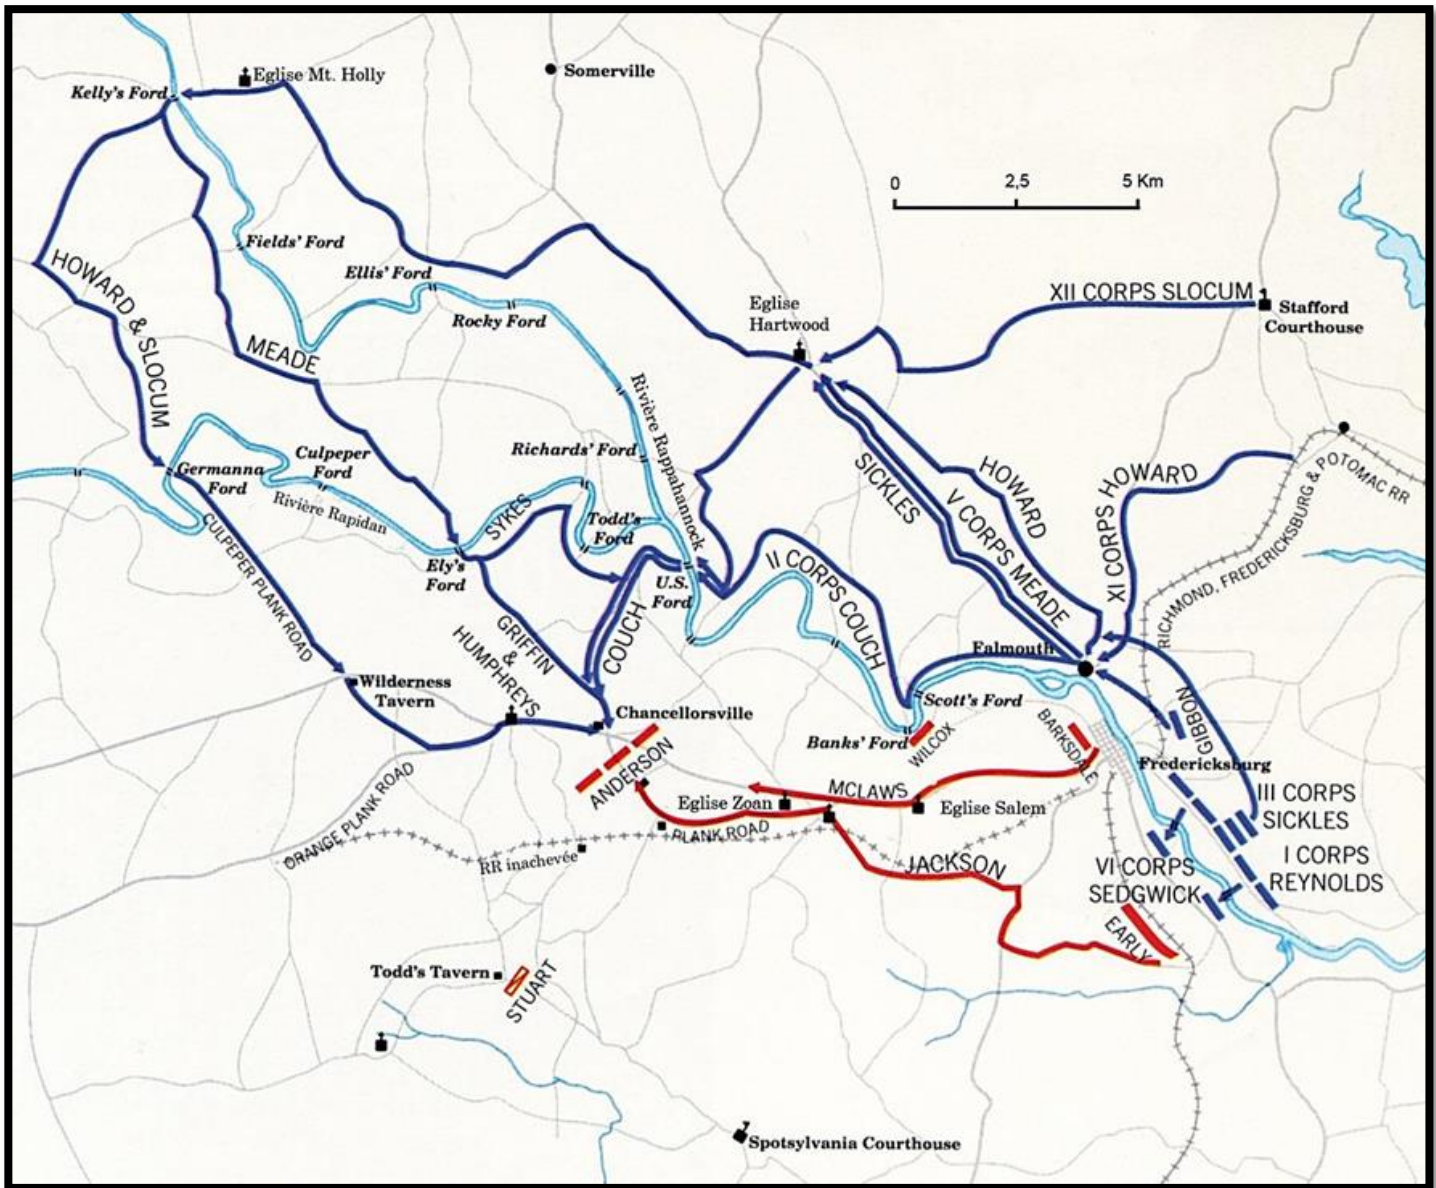 Eglise Mt. Holly
Somerville
Kelly's Ford
0 2,5 5 Km
Fields' Ford
Ellis' Ford
Rocky Ford
HOWARD & SLOCUM
MEADE
Eglise
Hartwood
XII CORPS SLOCUM
Stafford
Courthouse
Rivière Rappahannock
Richards' Ford
Culpeper
Ford
Germanna
Ford
Rivière Rapidan
SYKES
Todd's
Ford
SICKLES
HOWARD
V CORPS MEADE
XI CORPS HOWARD
RICHMOND, FREDERICKSBURG & POTOMAC RR
CULPEPER PLANK ROAD
Ely's
Ford
U.S.
Ford
II CORPS COUCH
COUCH
GRIFFIN
&
HUMPHREYS
Falmouth
Wilderness
Tavern
Chancellorsville
Scott's Ford
Banks' Ford
WILCOX
BARKSDALE
GIBBON
Fredericksburg
ANDERSON
MCLAWS
Eglise Zoan
Eglise Salem
III CORPS
SICKLES
PLANK ROAD
ORANGE PLANK ROAD
RR inachevée
JACKSON
VI CORPS
SEDGWICK
I CORPS
REYNOLDS
EARLY
Todd's Tavern
STUART
Spotsylvania Courthouse